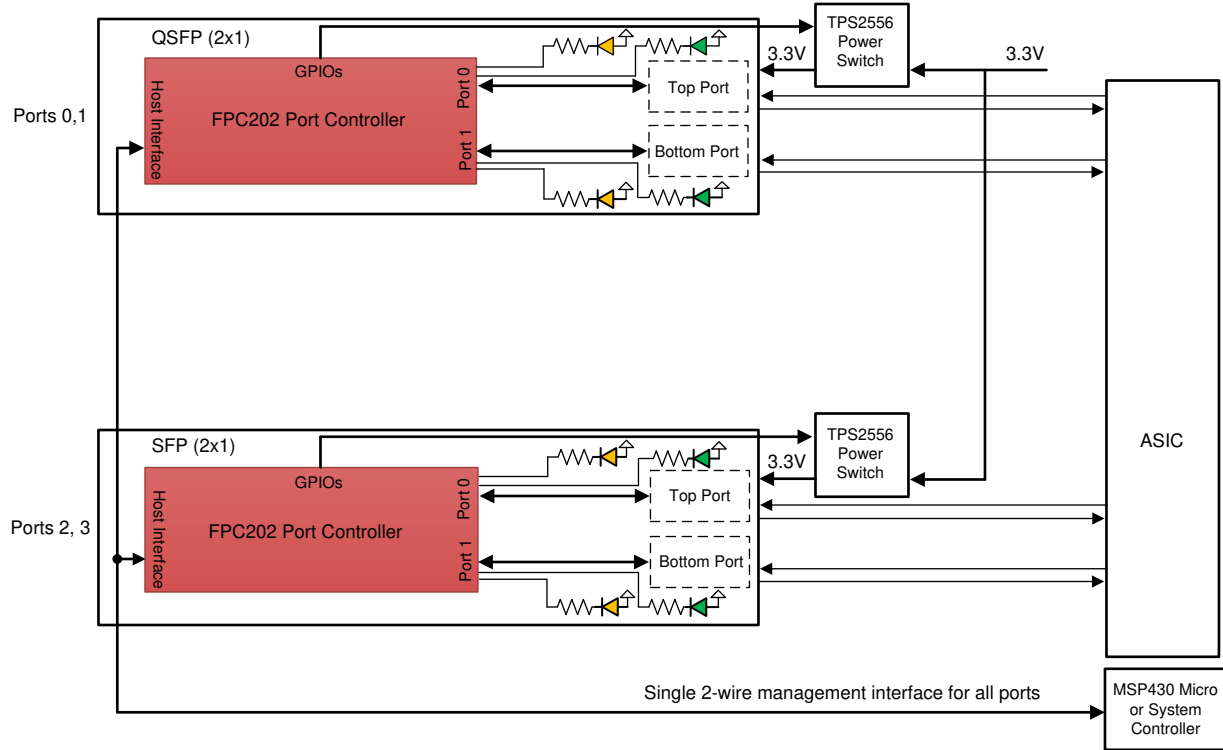 QSFP (2x1)
GPIOs
Host Interface
FPC202 Port Controller
Port 0
Port 1
Top Port
Bottom Port
Ports 0,1
TPS2556
Power
Switch
3.3V
3.3V
ASIC
SFP (2x1)
GPIOs
Host Interface
FPC202 Port Controller
Port 0
Port 1
Top Port
Bottom Port
Ports 2, 3
TPS2556
Power
Switch
3.3V
Single 2-wire management interface for all ports
MSP430 Micro
or System
Controller